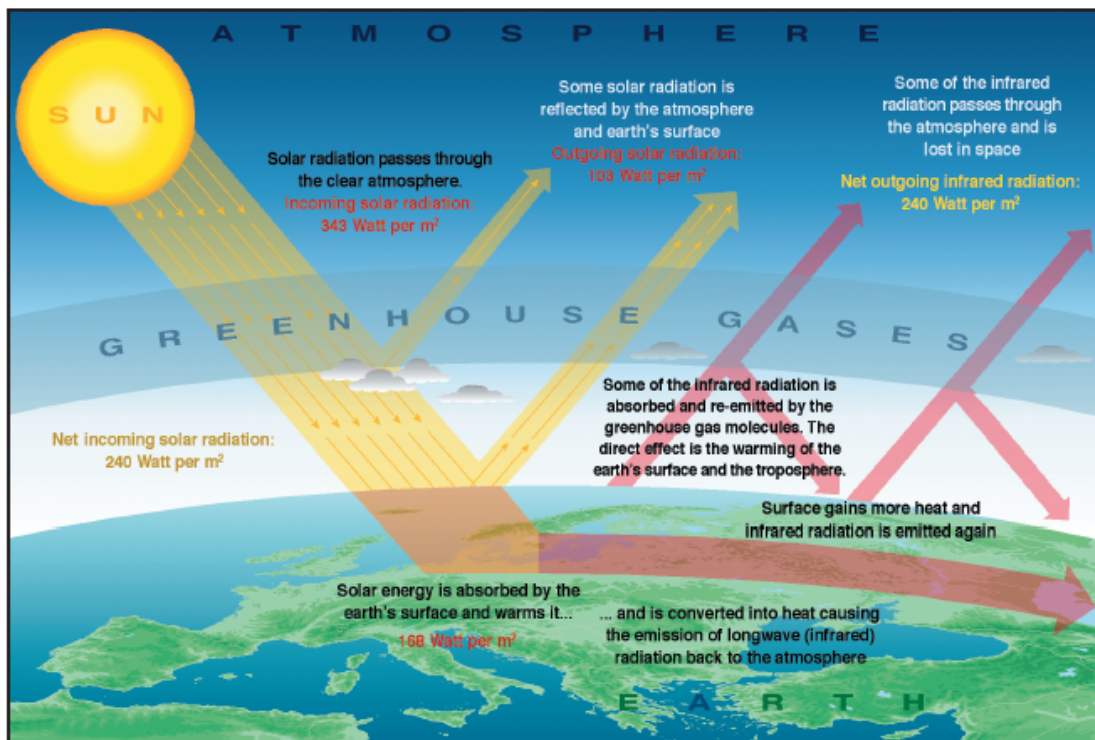 ATMOSPHERE
SUN
Solar radiation passes through
the clear atmosphere.
Incoming solar radiation:
343 Watt per m²
Some solar radiation is
reflected by the atmosphere
and earth's surface
Outgoing solar radiation:
103 Watt per m²
Some of the infrared
radiation passes through
the atmosphere and is
lost in space
Net outgoing infrared radiation:
240 Watt per m²
GREENHOUSE GASES
Net incoming solar radiation:
240 Watt per m²
Some of the infrared radiation is
absorbed and re-emitted by the
greenhouse gas molecules. The
direct effect is the warming of the
earth's surface and the troposphere.
Surface gains more heat and
infrared radiation is emitted again
Solar energy is absorbed by the
earth's surface and warms it...
168 Watt per m²
... and is converted into heat causing
the emission of longwave (infrared)
radiation back to the atmosphere
EARTH